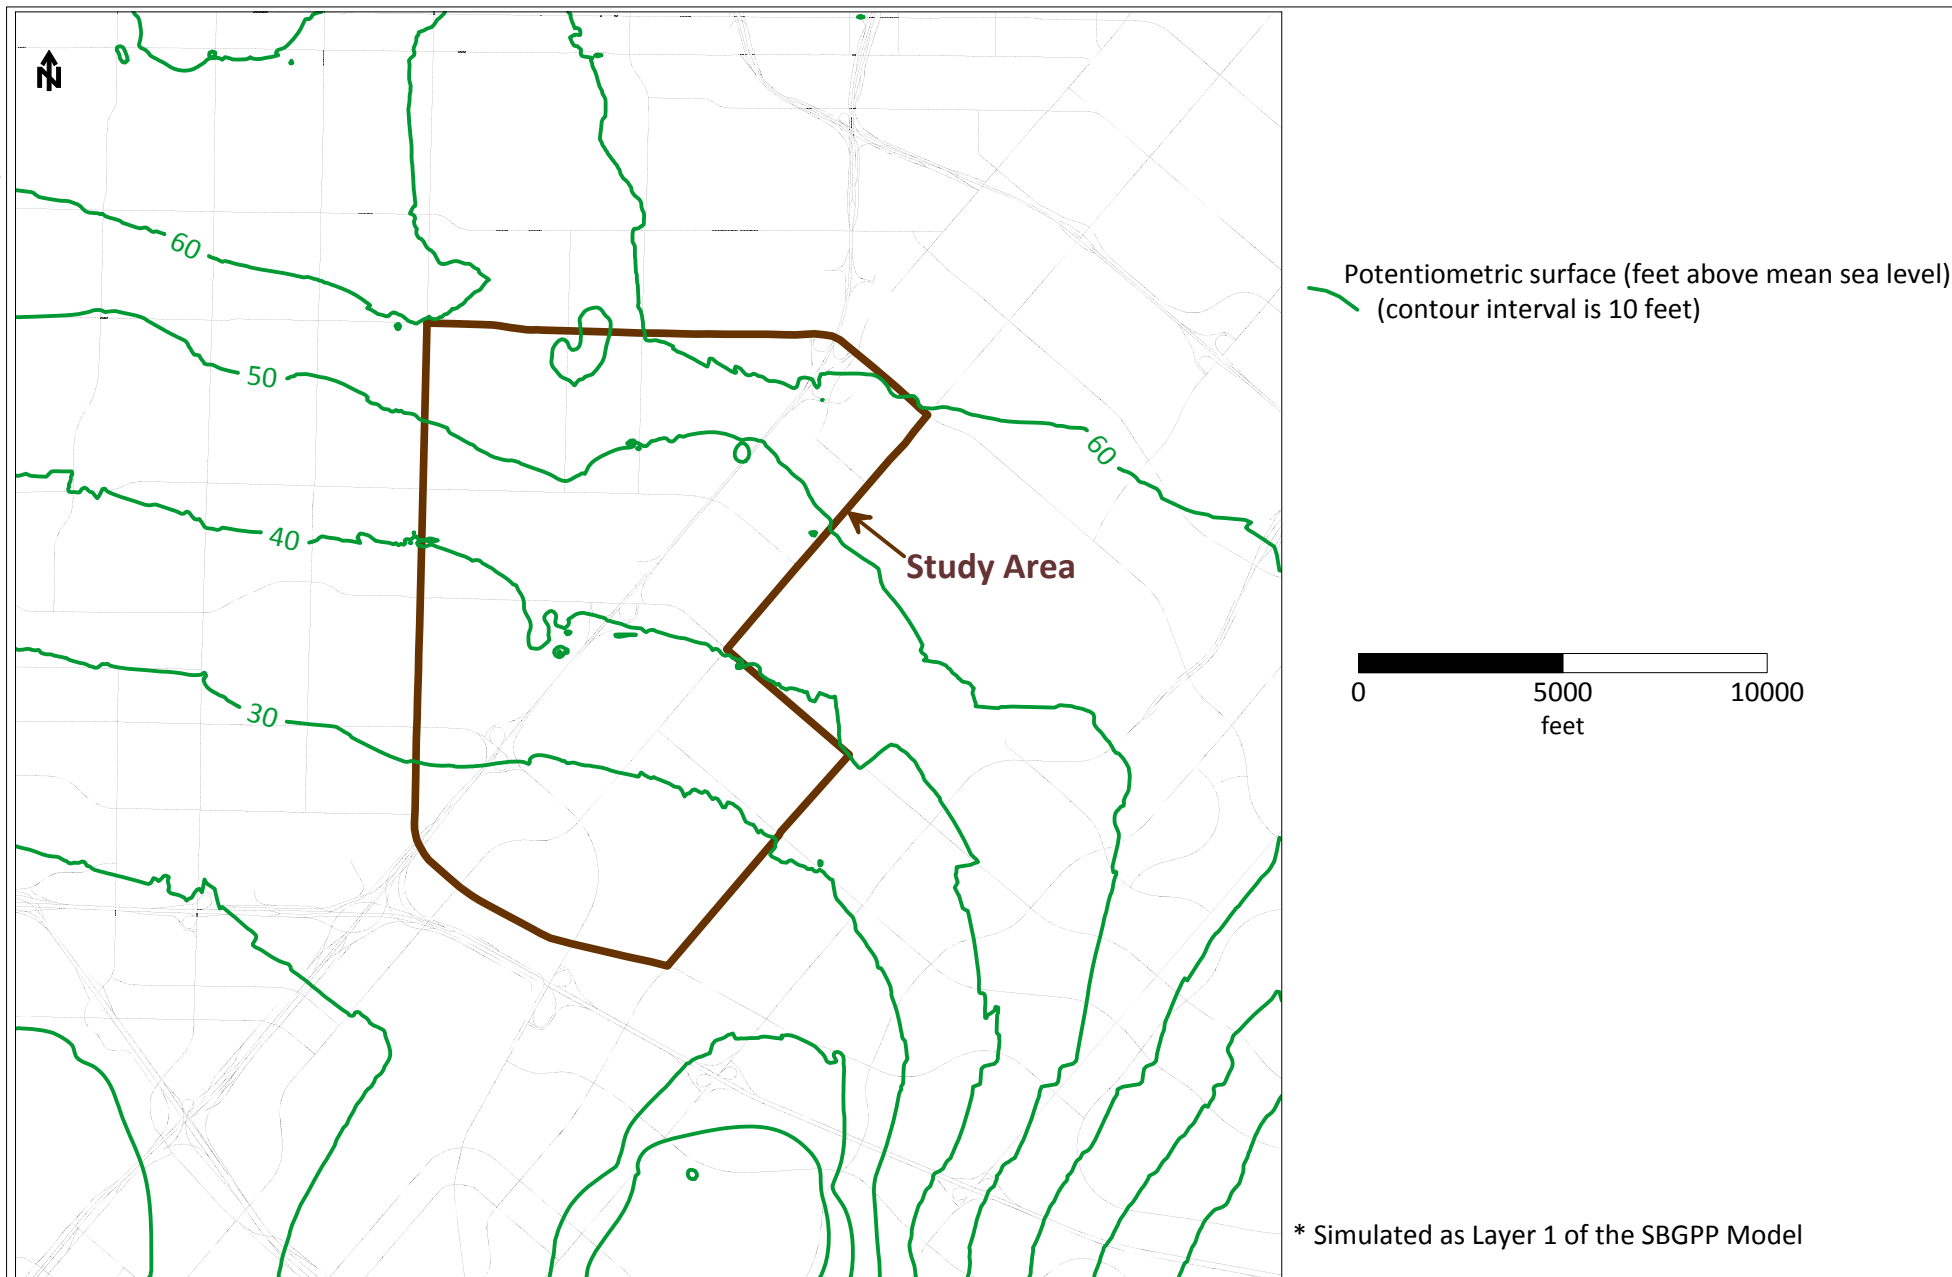 N
60
50
40
30
60
Study Area
Potentiometric surface (feet above mean sea level)
(contour interval is 10 feet)
0 5000 10000
feet
* Simulated as Layer 1 of the SBGPP Model